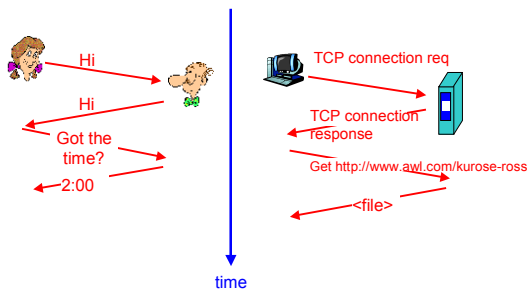 Hi
Hi
Got the
time?
2:00
TCP connection req
TCP connection
response
Get http://www.awl.com/kurose-ross
<file>
time